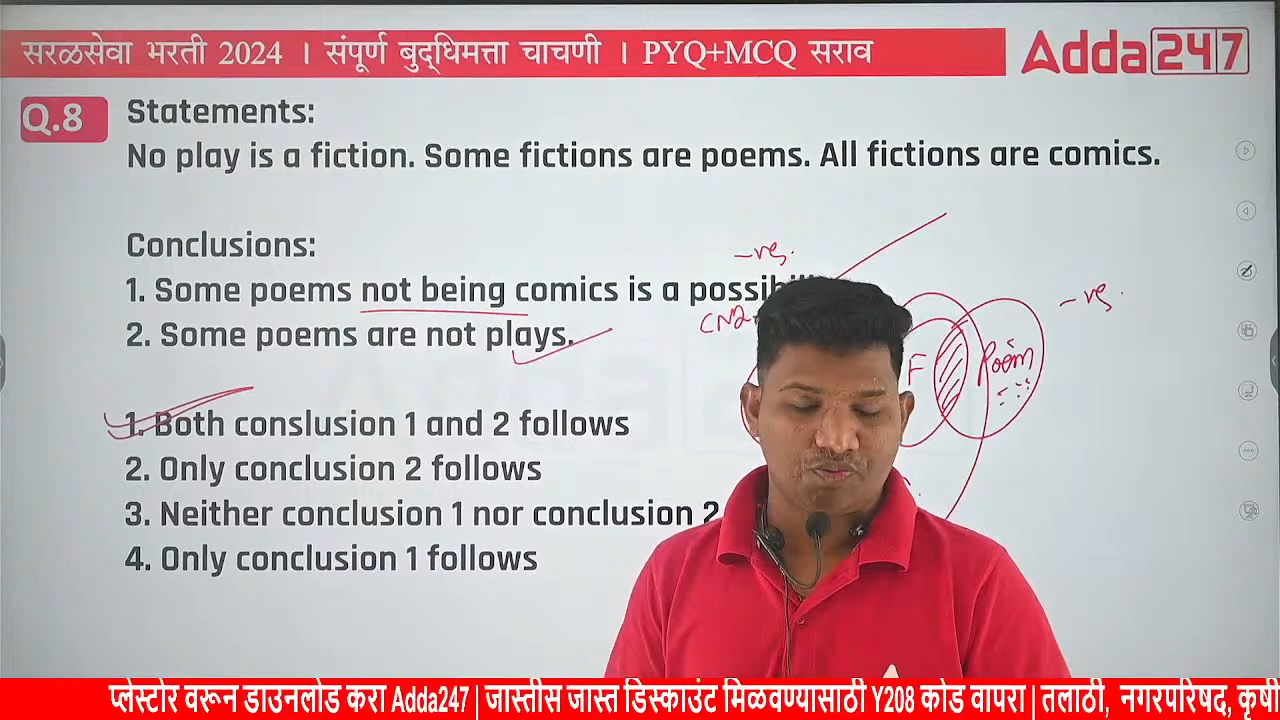 सरळसेवा भरती 2024 । संपूर्ण बुद्धिमत्ता चाचणी । PYQ+MCQ सराव
Adda247
Q.8
Statements:
No play is a fiction. Some fictions are poems. All fictions are comics.
Conclusions:
-ve
1. Some poems not being comics is a
-ve
2. Some poems are not plays.
F
Poem
1. Both conslusion 1 and 2 follows
2. Only conclusion 2 follows
3. Neither conclusion 1 nor conclusion 2
4. Only conclusion 1 follows
प्लेस्टोर वरून डाउनलोड करा Adda247 | जास्तीस जास्त डिस्काउंट मिळवण्यासाठी Y208 कोड वापरा | तलाठी, नगरपरिषद, कृषी